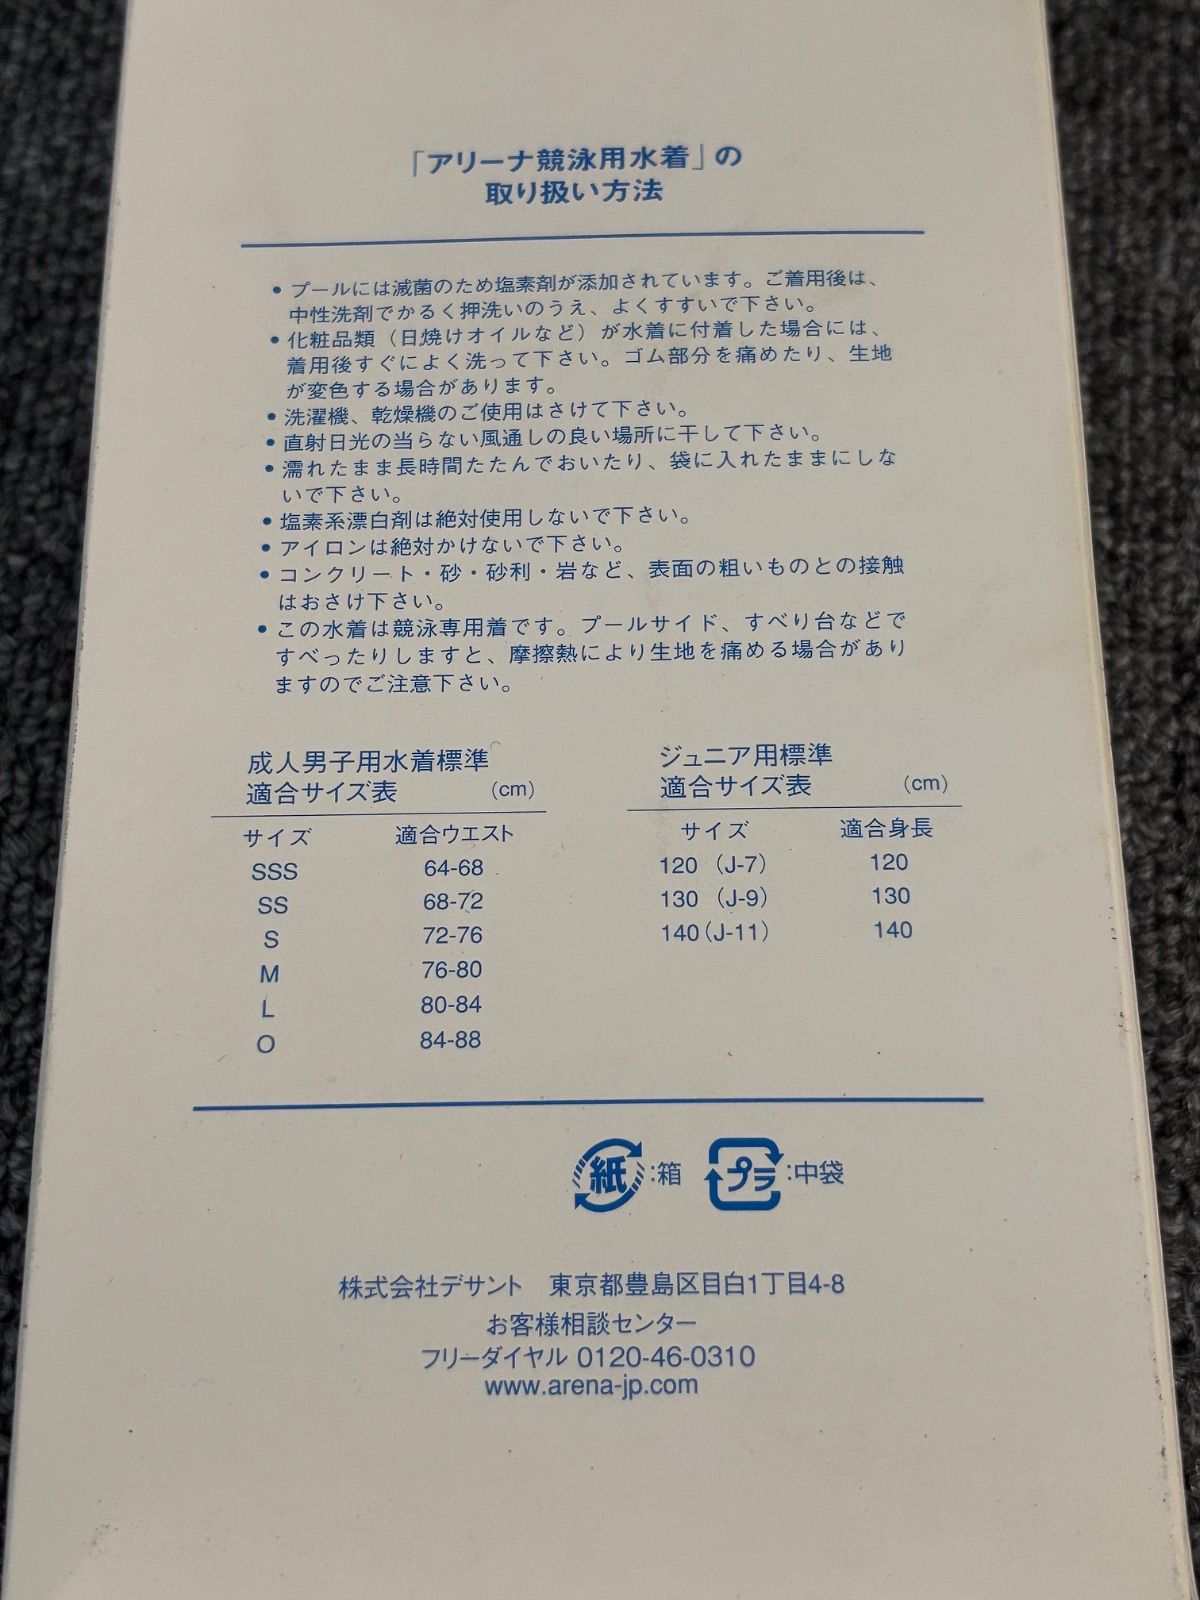 「アリーナ競泳用水着」の
取り扱い方法
• プールには滅菌のため塩素剤が添加されています。ご着用後は、
中性洗剤でかるく押洗いのうえ、よくすすいで下さい。
• 化粧品類（日焼けオイルなど）が水着に付着した場合には、
着用後すぐによく洗って下さい。ゴム部分を痛めたり、生地
が変色する場合があります。
• 洗濯機、乾燥機のご使用はさけて下さい。
• 直射日光の当らない風通しの良い場所に干して下さい。
• 濡れたまま長時間たたんでおいたり、袋に入れたままにしな
いで下さい。
• 塩素系漂白剤は絶対使用しないで下さい。
• アイロンは絶対かけないで下さい。
• コンクリート・砂・砂利・岩など、表面の粗いものとの接触
はおさけ下さい。
• この水着は競泳専用着です。プールサイド、すべり台などで
すべったりしますと、摩擦熱により生地を痛める場合があり
ますのでご注意下さい。
成人男子用水着標準
適合サイズ表 (cm)
サイズ 適合ウエスト
SSS 64-68
SS 68-72
S 72-76
M 76-80
L 80-84
O 84-88
ジュニア用標準
適合サイズ表 (cm)
サイズ 適合身長
120（J-7） 120
130（J-9） 130
140（J-11） 140
紙:箱 プラ:中袋
株式会社デサント 東京都豊島区目白1丁目4-8
お客様相談センター
フリーダイヤル 0120-46-0310
www.arena-jp.com